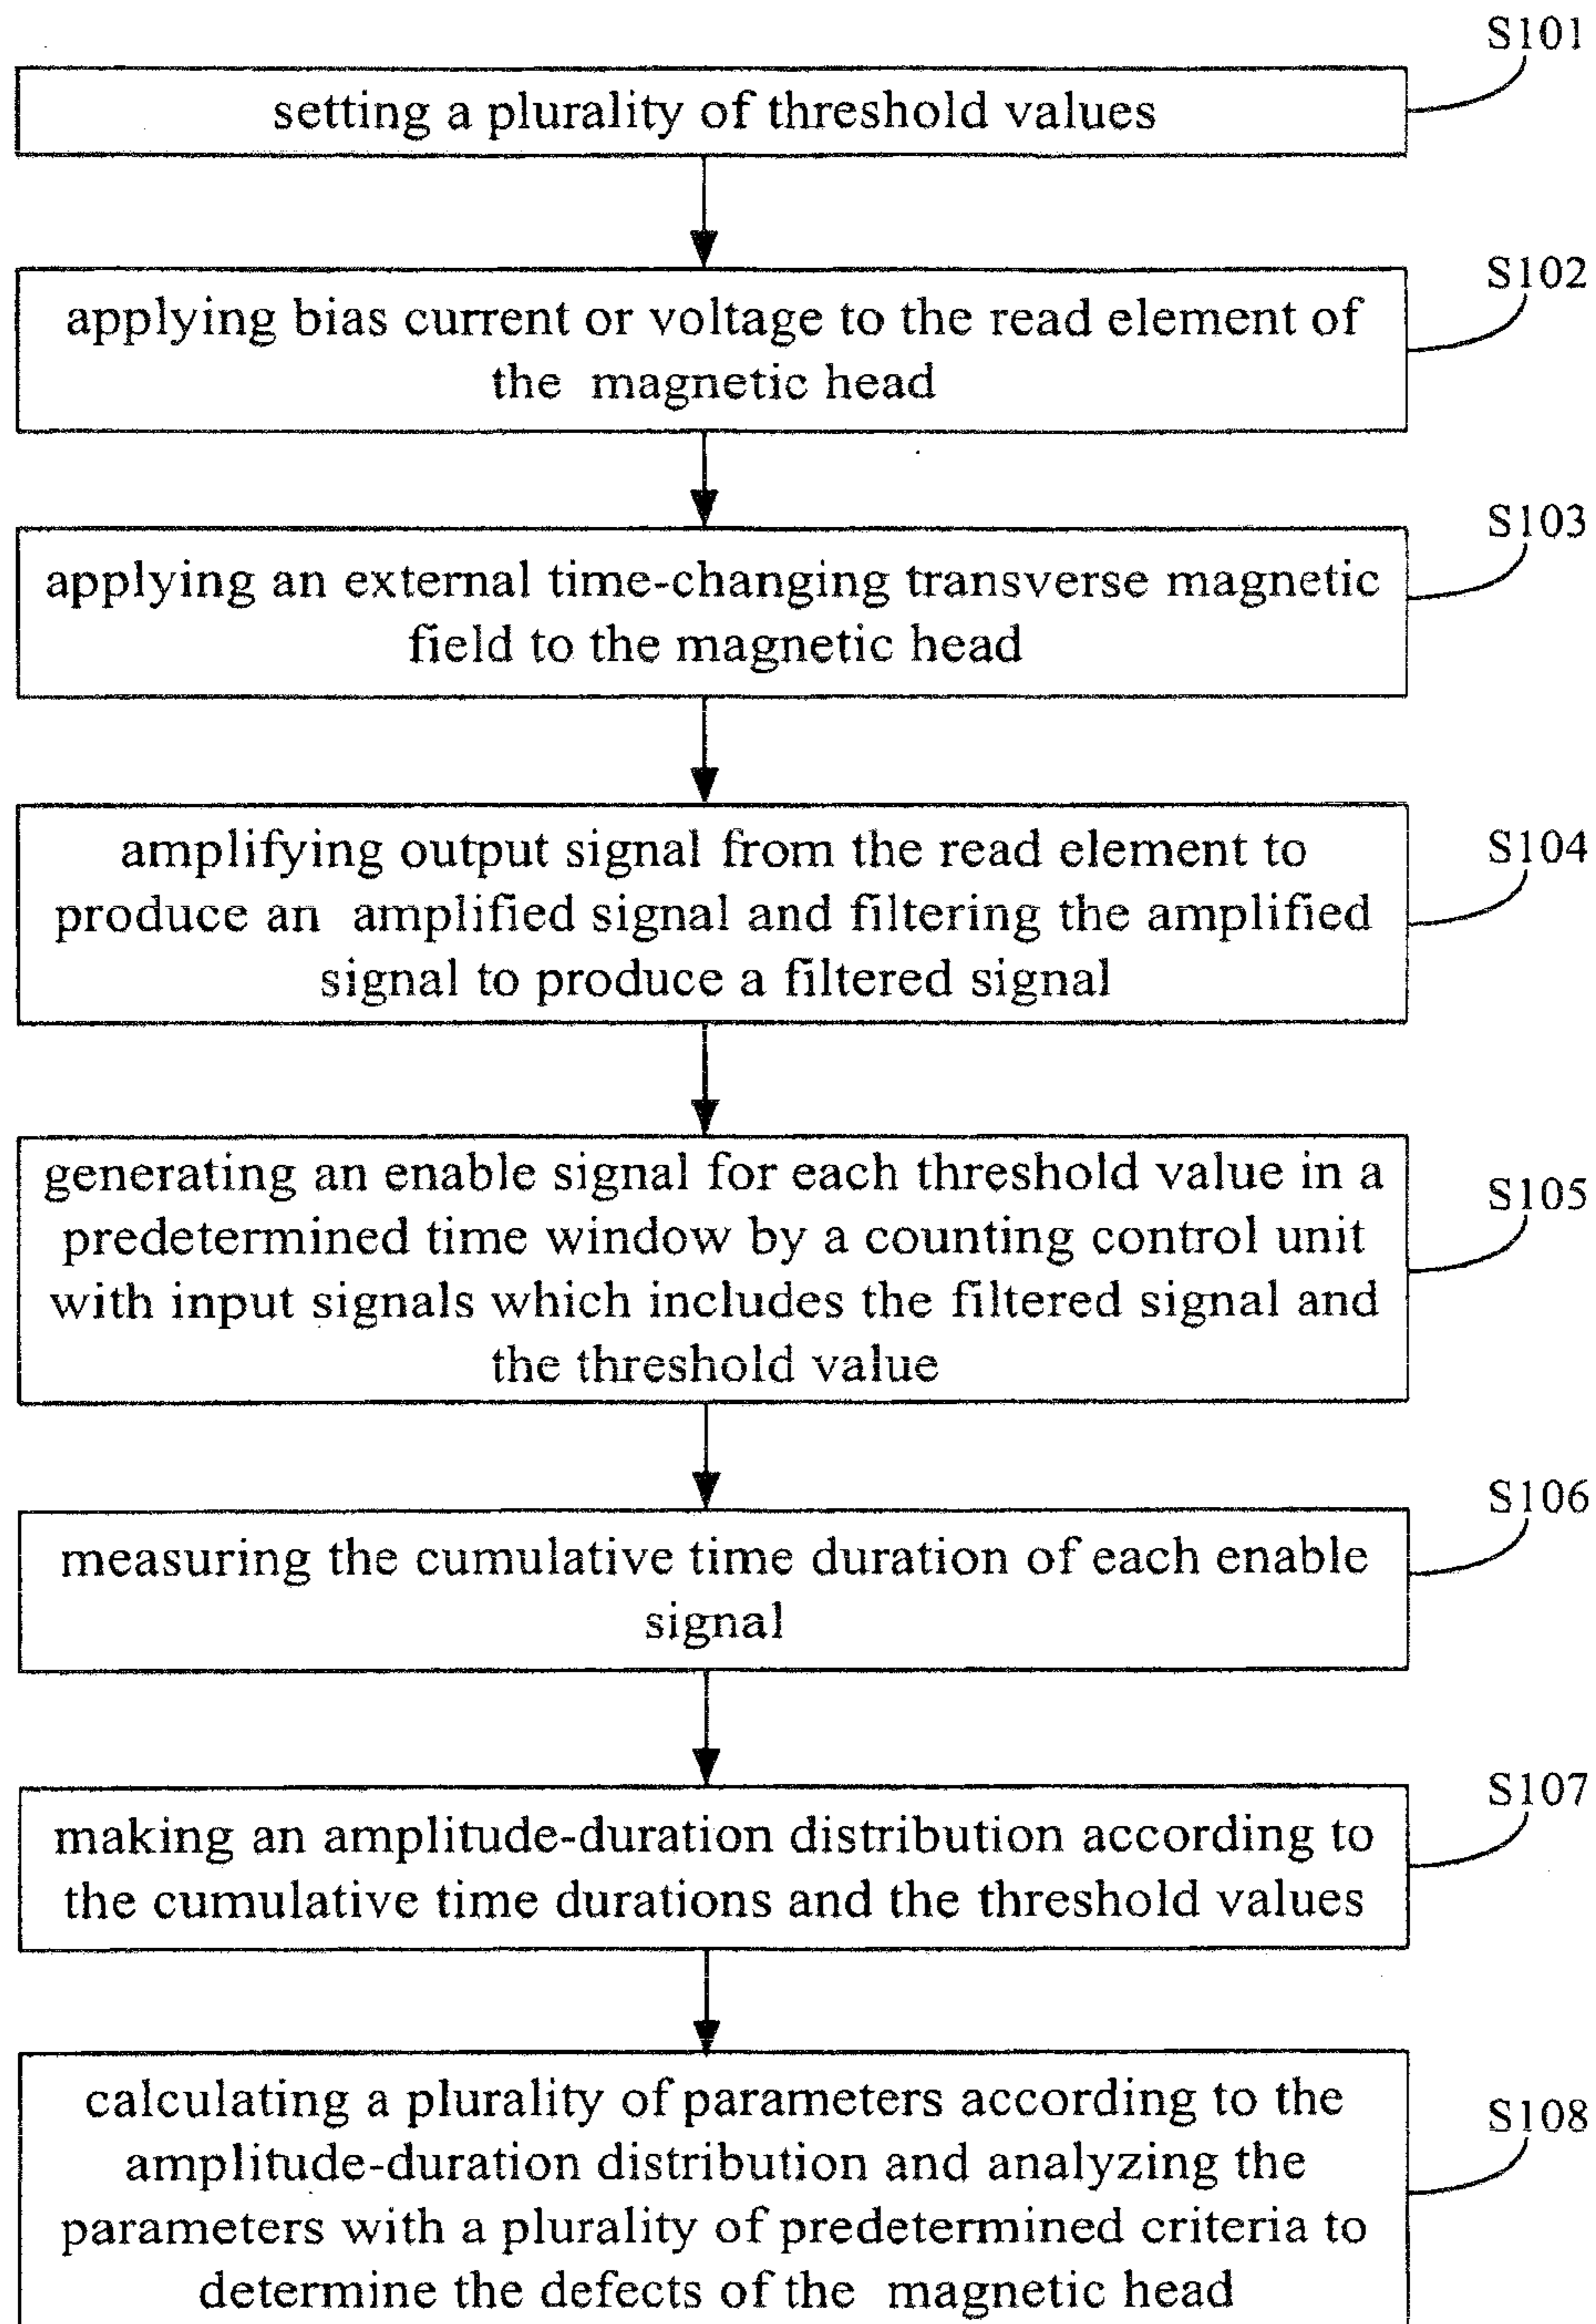 S101
setting a plurality of threshold values
S102
applying bias current or voltage to the read element of
the magnetic head
S103
applying an external time-changing transverse magnetic
field to the magnetic head
S104
amplifying output signal from the read element to
produce an amplified signal and filtering the amplified
signal to produce a filtered signal
S105
generating an enable signal for each threshold value in a
predetermined time window by a counting control unit
with input signals which includes the filtered signal and
the threshold value
S106
measuring the cumulative time duration of each enable
signal
S107
making an amplitude-duration distribution according to
the cumulative time durations and the threshold values
S108
calculating a plurality of parameters according to the
amplitude-duration distribution and analyzing the
parameters with a plurality of predetermined criteria to
determine the defects of the magnetic head